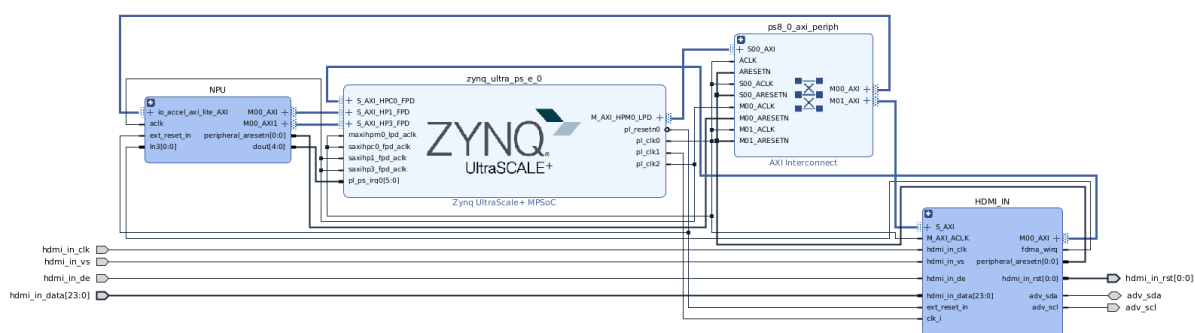 ps8_0_axi_periph
S00_AXI
ACLK
ARESETN
S00_ACLK
S00_ARESETN
M00_ACLK
M00_ARESETN
M01_ACLK
M01_ARESETN
M00_AXI
M01_AXI
AXI Interconnect
NPU
io_accel_axi_lite_AXI
aclk
ext_reset_in
in3[0:0]
M00_AXI
M00_AXI1
peripheral_aresetn[0:0]
dout[4:0]
zynq_ultra_ps_e_0
S_AXI_HPC0_FPD
S_AXI_HP1_FPD
S_AXI_HP3_FPD
maxihpm0_lpd_aclk
saxihpc0_fpd_aclk
saxihp1_fpd_aclk
saxihp3_fpd_aclk
pl_ps_irq0[5:0]
ZYNQ
UltraSCALE+
M_AXI_HPM0_LPD
pl_resetn0
pl_clk0
pl_clk1
pl_clk2
Zynq UltraScale+ MPSoC
HDMI_IN
S_AXI
M_AXI_ACLK
hdmi_in_clk
hdmi_in_vs
hdmi_in_de
hdmi_in_data[23:0]
ext_reset_in
clk_i
M00_AXI
fdma_wirq
peripheral_aresetn[0:0]
hdmi_in_rst[0:0]
adv_sda
adv_scl
hdmi_in_clk
hdmi_in_vs
hdmi_in_de
hdmi_in_data[23:0]
hdmi_in_rst[0:0]
adv_sda
adv_scl